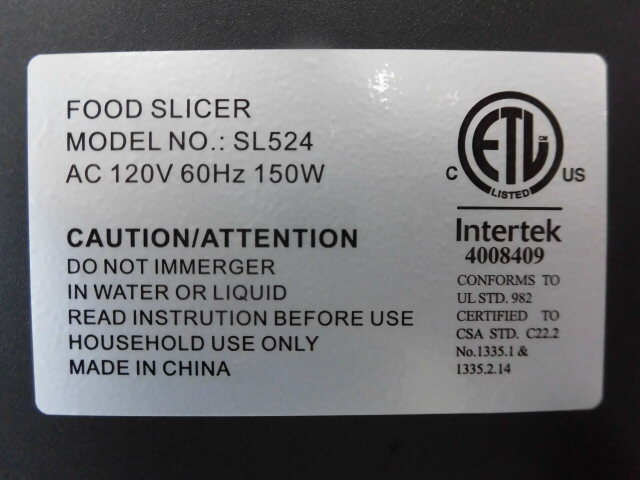 FOOD SLICER
MODEL NO.: SL524
AC 120V 60Hz 150W
CAUTION/ATTENTION
DO NOT IMMERGER
IN WATER OR LIQUID
READ INSTRUTION BEFORE USE
HOUSEHOLD USE ONLY
MADE IN CHINA
ETL CM
LISTED
C US
Intertek
4008409
CONFORMS TO
UL STD. 982
CERTIFIED TO
CSA STD. C22.2
No.1335.1 &
1335.2.14